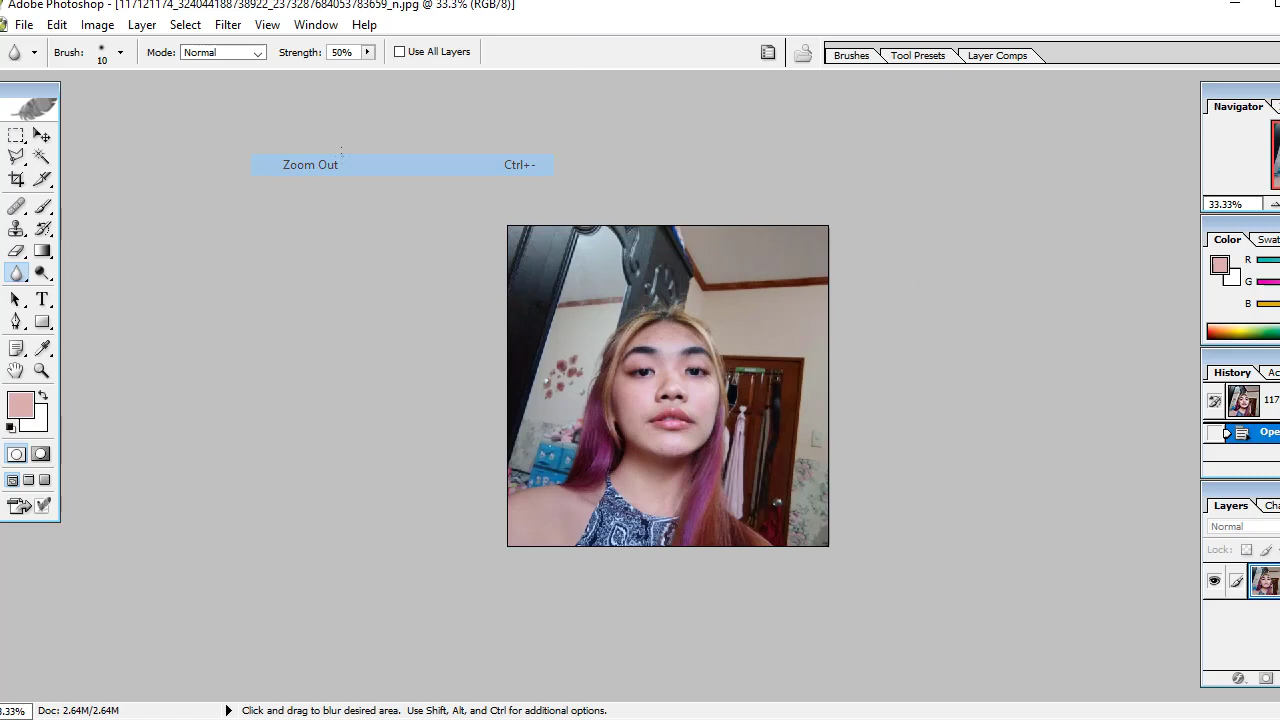 Adobe Photoshop - [117121174_324044188738922_2373287684053783659_n.jpg @ 33.3% (RGB/8)]
File Edit Image Layer Select Filter View Window Help
Brush: 10 Mode: Normal Strength: 50% Use All Layers Brushes Tool Presets Layer Comps
Navigator
Zoom Out Ctrl+-
33.33%
Color
R
G
B
History
117
Layers
Normal
Lock:
Doc: 2.64M/2.64M Click and drag to blur desired area. Use Shift, Alt, and Ctrl for additional options.